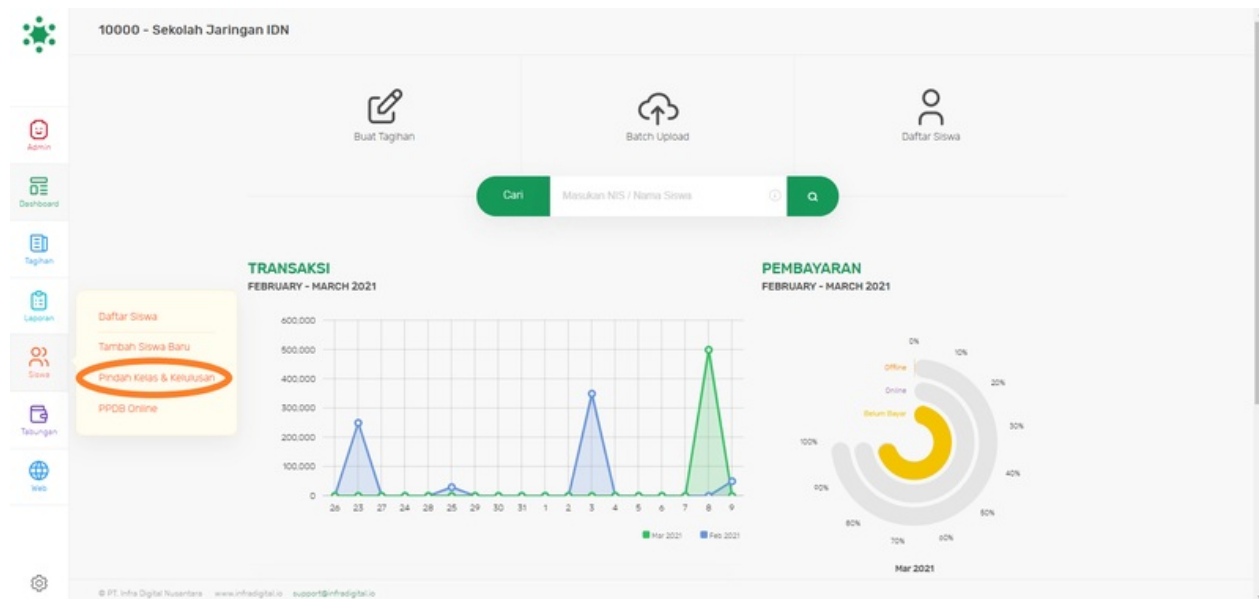 10000 - Sekolah Jaringan IDN
Admin
Dashboard
Tagihan
Laporan
Siswa
Tabungan
Web
Buat Tagihan
Batch Upload
Daftar Siswa
Cari
Masukan NIS / Nama Siswa
Daftar Siswa
Tambah Siswa Baru
Pindah Kelas & Kelulusan
PPDB Online
TRANSAKSI
FEBRUARY - MARCH 2021
600,000
500,000
400,000
300,000
200,000
100,000
0
26 23 27 24 28 25 29 30 31 1 2 3 4 5 6 7 8 9
Mar 2021 Feb 2021
PEMBAYARAN
FEBRUARY - MARCH 2021
0%
10%
20%
30%
40%
50%
60%
70%
80%
90%
100%
Offline
Online
Belum Bayar
Mar 2021
© PT. Infra Digital Nusantara www.infradigital.io support@infradigital.io